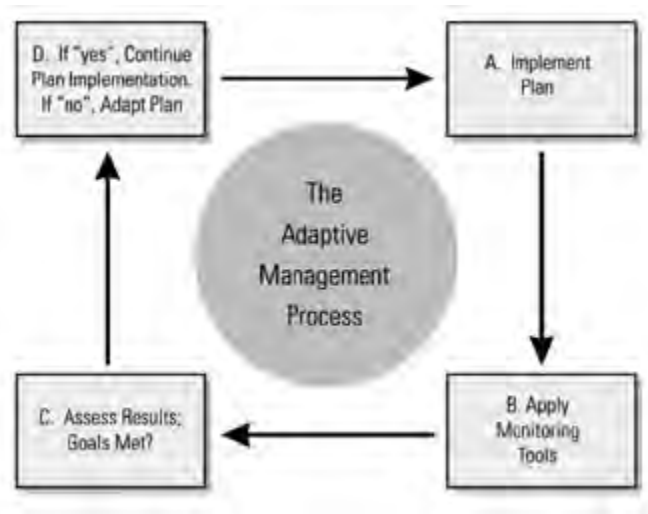 D. If "yes", Continue
Plan Implementation.
If "no", Adapt Plan
A. Implement
Plan
The
Adaptive
Management
Process
C. Assess Results;
Goals Met?
B. Apply
Monitoring
Tools